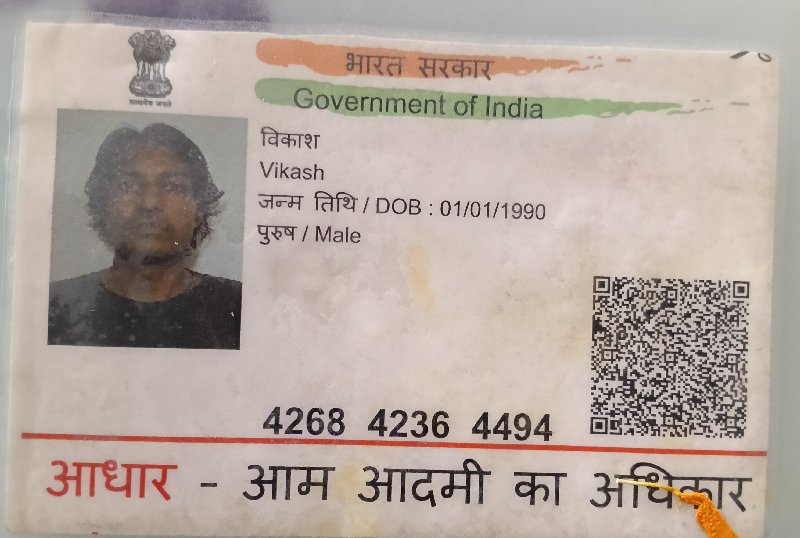 भारत सरकार
Government of India
सत्यमेव जयते
विकाश
Vikash
जन्म तिथि / DOB : 01/01/1990
पुरुष / Male
4268 4236 4494
आधार - आम आदमी का अधिकार